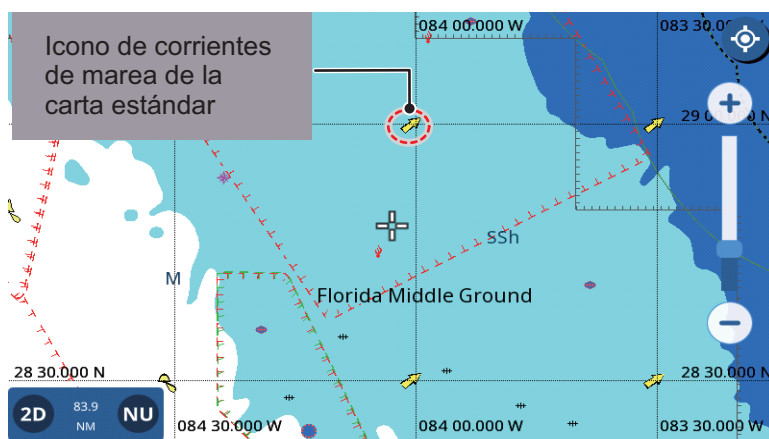 Icono de corrientes
de marea de la
carta estándar
084 00.000 W
083 30.
29 0
SSh
M
Florida Middle Ground
28 30.000 N
28 30.000 N
2D
83.9
NM
NU
084 30.000 W
084 00.000 W
083 30.000 W